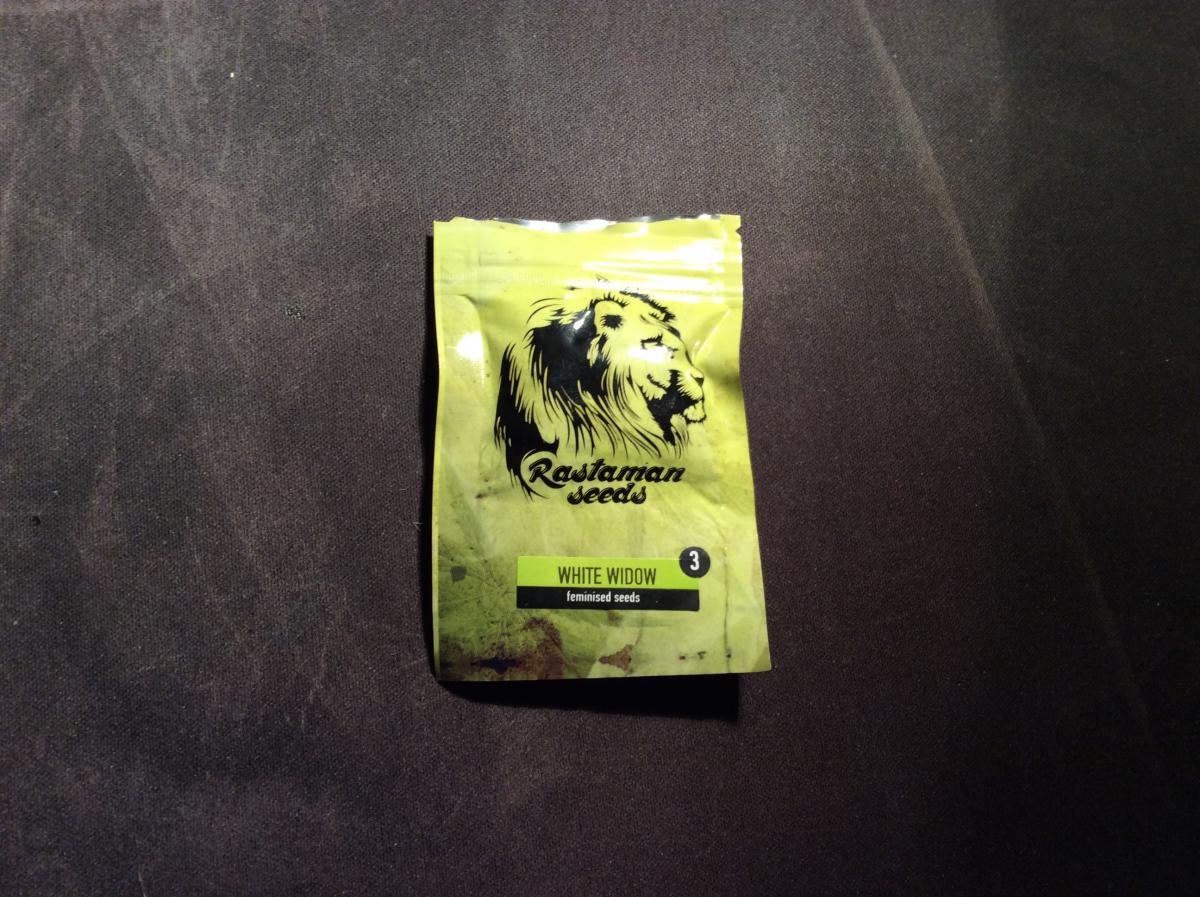 Rastaman
seeds
3
WHITE WIDOW
feminised seeds